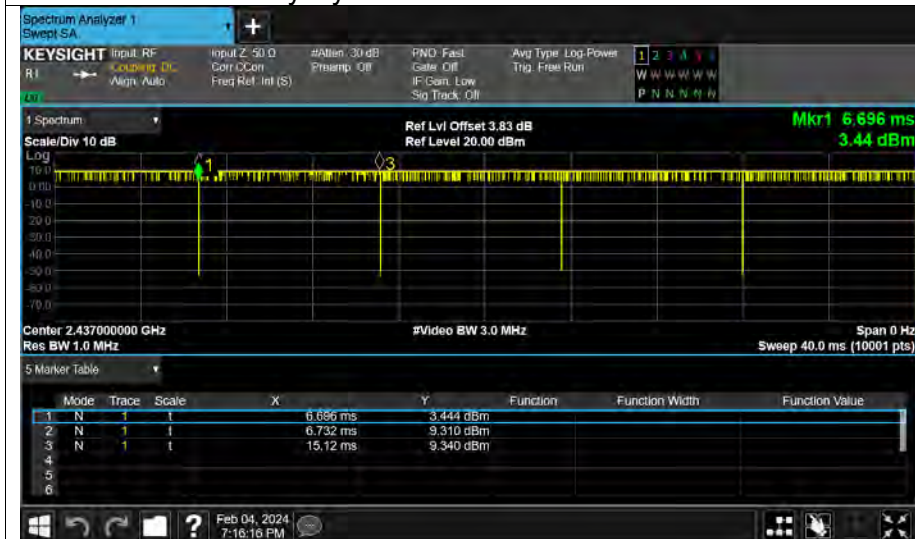 Spectrum Analyzer 1
Swept SA
KEYSIGHT Input: RF Input Z: 50 Ω #Atten: 30 dB PNO: Fast Avg Type: Log-Power 1 2 3 4 5 6
Coupling: DC Corr CCorr Preamp: Off Gate: Off Trig: Free Run W W W W W W
Align: Auto Freq Ref: Int (S) IF Gain: Low P N N N N N
Sig Track: Off
1 Spectrum Ref Lvl Offset 3.83 dB Mkr1 6.696 ms
Scale/Div 10 dB Ref Level 20.00 dBm 3.44 dBm
Log
1 3
10.0
0.00
-10.0
-20.0
-30.0
-40.0
-50.0
-60.0
-70.0
Center 2.437000000 GHz #Video BW 3.0 MHz Span 0 Hz
Res BW 1.0 MHz Sweep 40.0 ms (10001 pts)
5 Marker Table
Mode Trace Scale X Y Function Function Width Function Value
1 N 1 t 6.696 ms 3.444 dBm
2 N 1 t 6.732 ms 9.310 dBm
3 N 1 t 15.12 ms 9.340 dBm
4
5
6
? Feb 04, 2024
7:16:16 PM